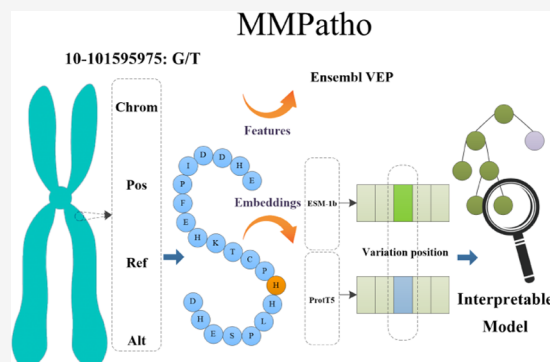 MMPatho
10-101595975: G/T
Chrom
Pos
Ref
Alt
Ensembl VEP
Features
E H D D I P F E H K T C P H H L P S E H D
Embeddings
ESM-1b
ProtT5
Variation position
Interpretable
Model